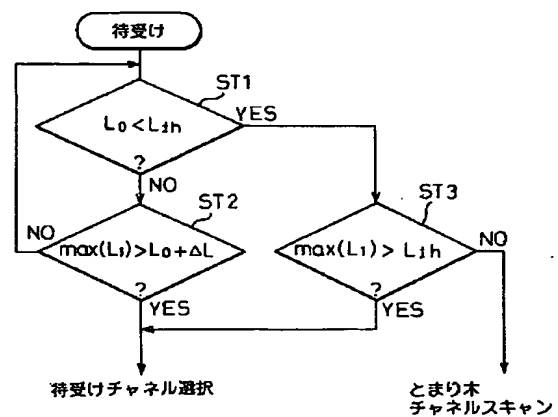 待受け
ST1
L0<Lth
?
YES
NO
ST2
ST3
NO
max(Li)>L0+ΔL
?
YES
max(Li)>Lth
?
YES
NO
待受けチャネル選択
とまり木
チャネルスキャン